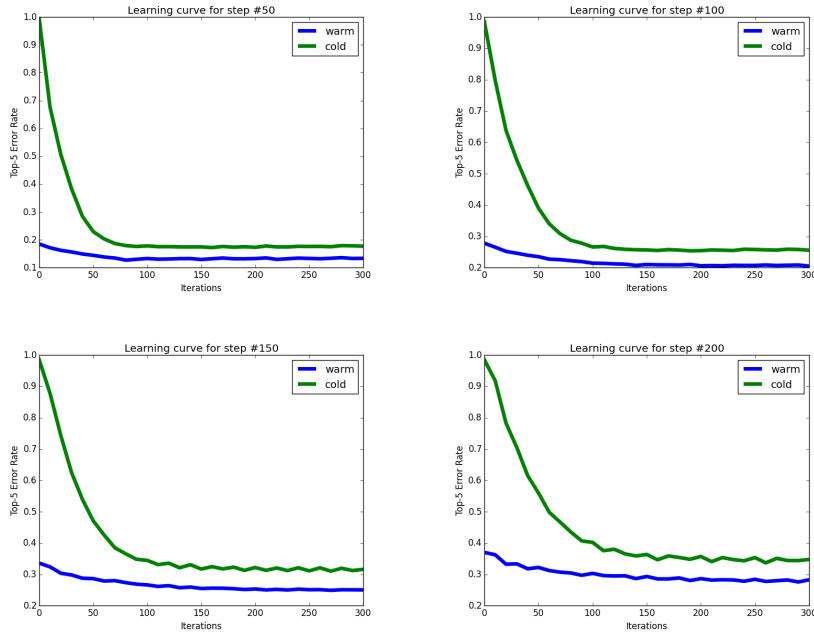 Learning curve for step #50
warm
cold
Top-5 Error Rate
1.0
0.9
0.8
0.7
0.6
0.5
0.4
0.3
0.2
0.1
0 50 100 150 200 250 300
Iterations
Learning curve for step #100
warm
cold
Top-5 Error Rate
1.0
0.9
0.8
0.7
0.6
0.5
0.4
0.3
0.2
0 50 100 150 200 250 300
Iterations
Learning curve for step #150
warm
cold
Top-5 Error Rate
1.0
0.9
0.8
0.7
0.6
0.5
0.4
0.3
0.2
0 50 100 150 200 250 300
Iterations
Learning curve for step #200
warm
cold
Top-5 Error Rate
1.0
0.9
0.8
0.7
0.6
0.5
0.4
0.3
0.2
0 50 100 150 200 250 300
Iterations